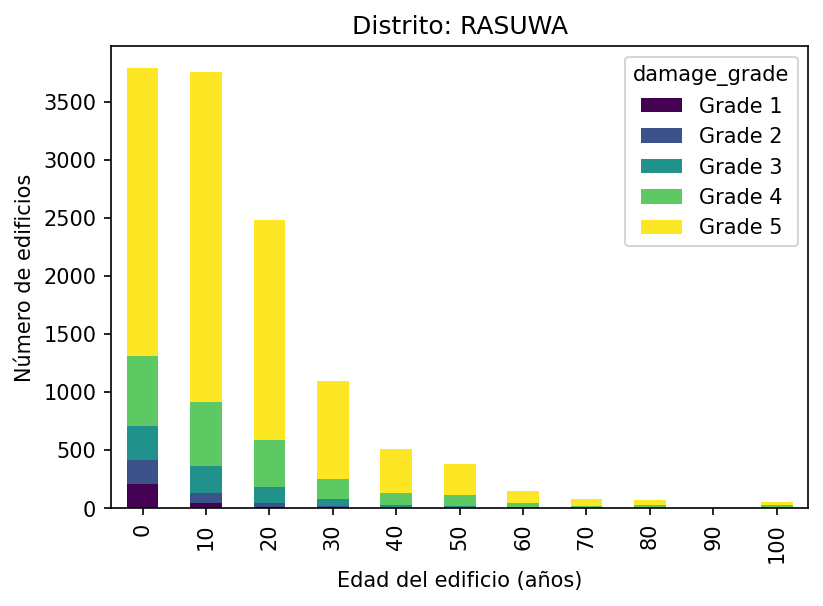 Distrito: RASUWA
damage_grade
Grade 1
Grade 2
Grade 3
Grade 4
Grade 5
Número de edificios
3500
3000
2500
2000
1500
1000
500
0
0 10 20 30 40 50 60 70 80 90 100
Edad del edificio (años)